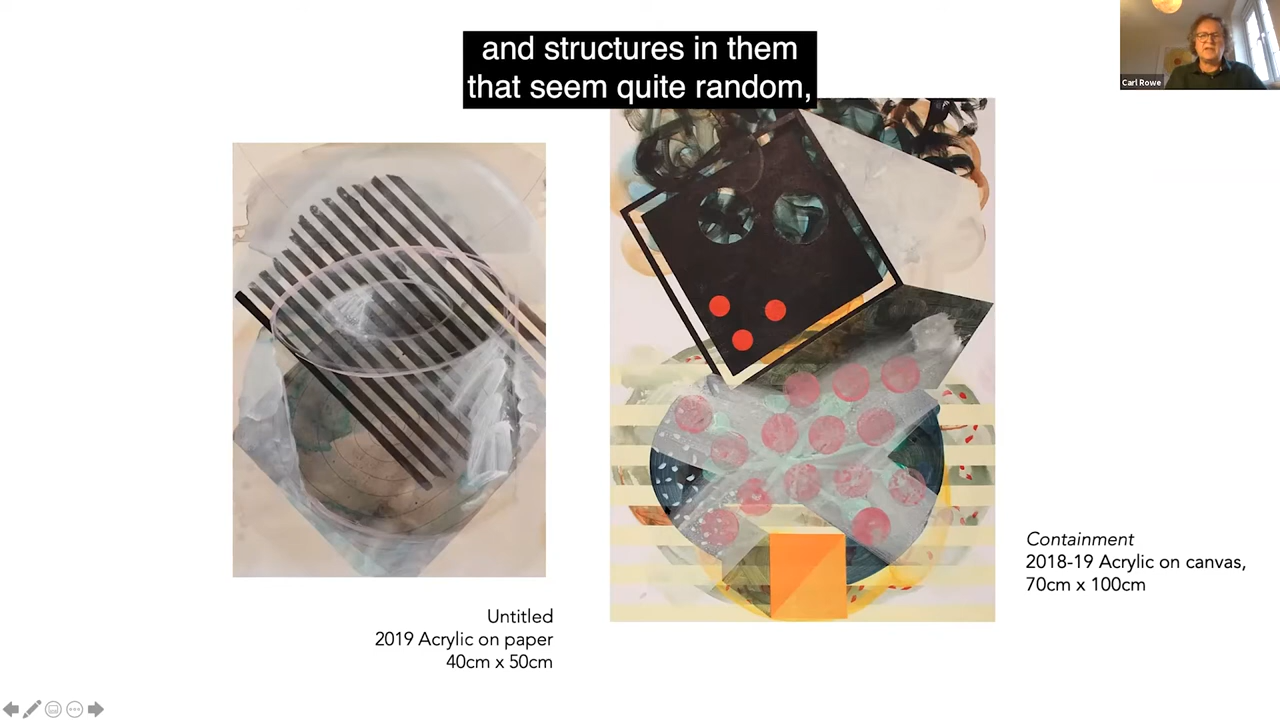 and structures in them
that seem quite random,
Carl Rowe
Untitled
2019 Acrylic on paper
40cm x 50cm
Containment
2018-19 Acrylic on canvas,
70cm x 100cm